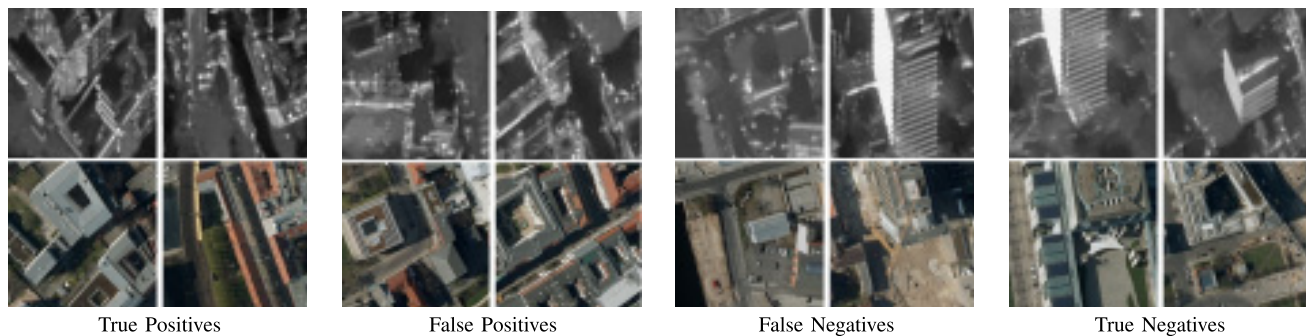 True Positives
False Positives
False Negatives
True Negatives